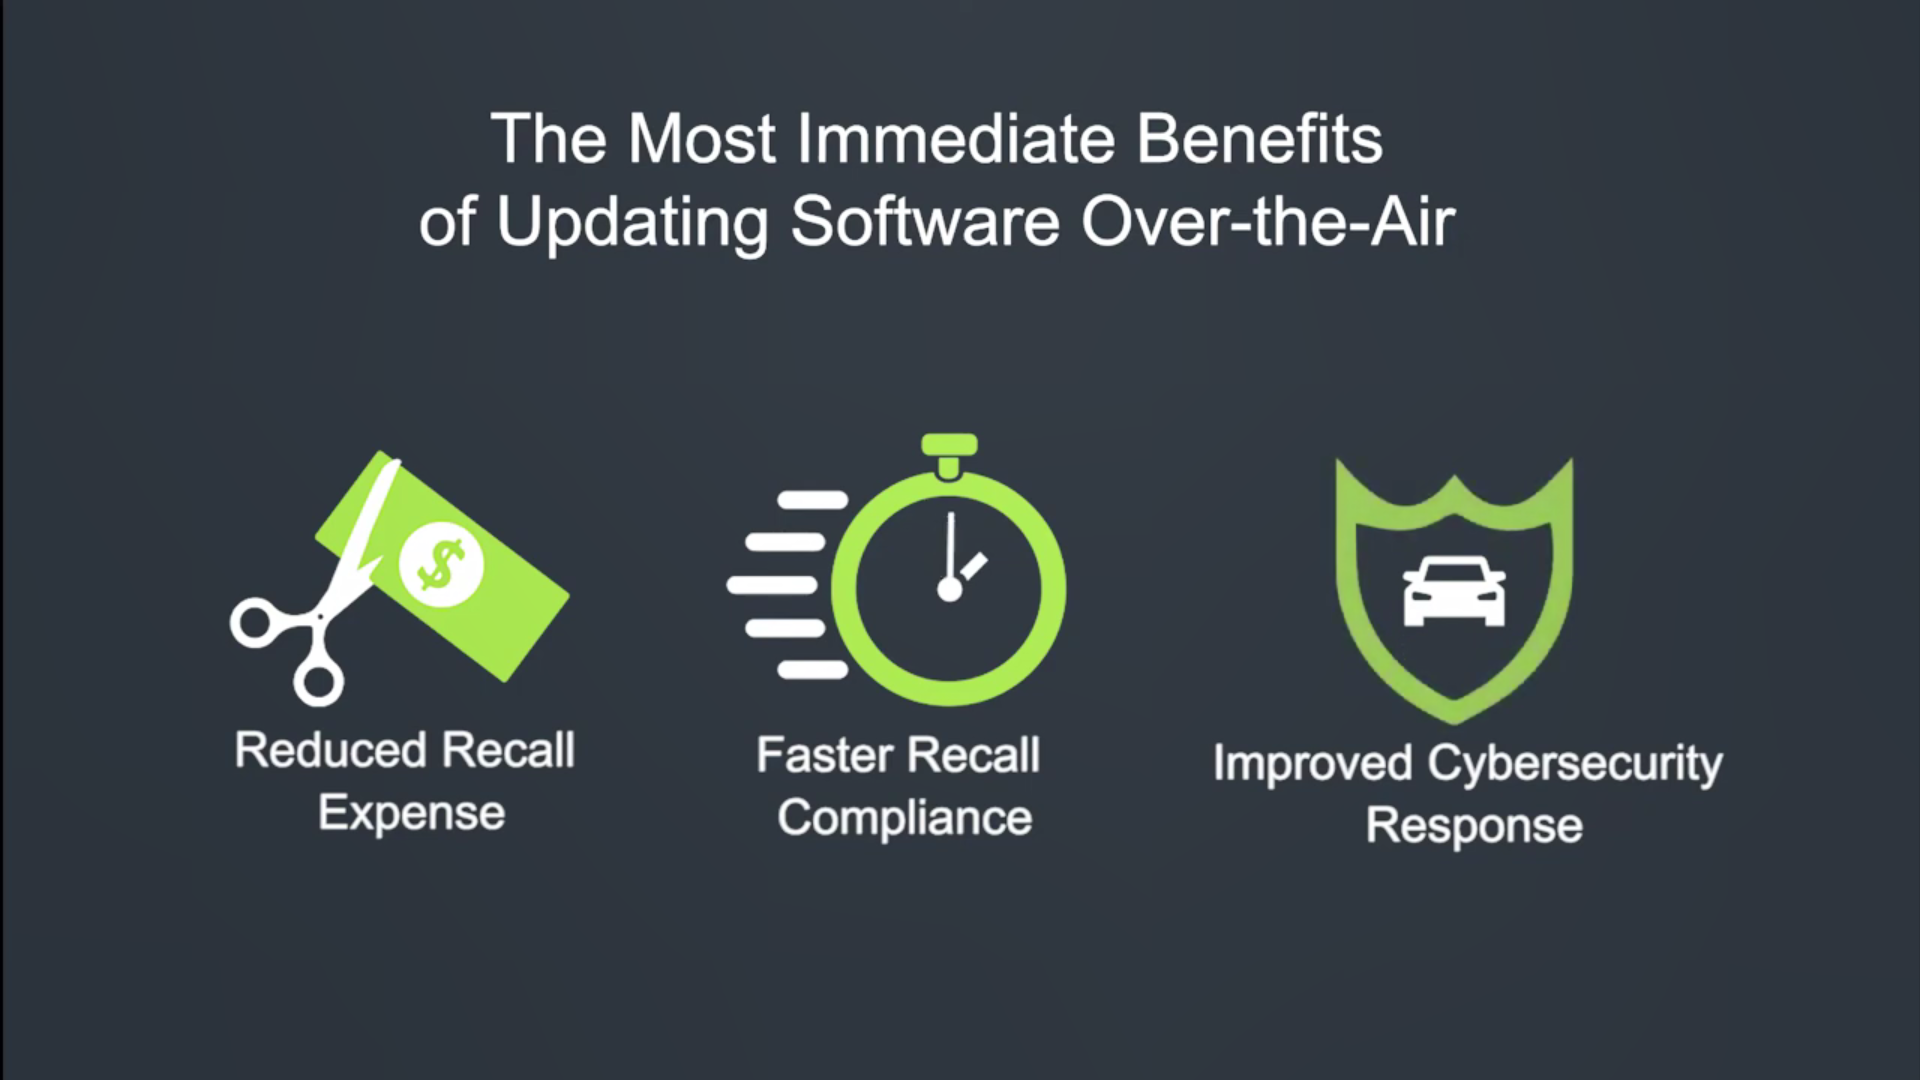 The Most Immediate Benefits
of Updating Software Over-the-Air
$
Reduced Recall
Expense
Faster Recall
Compliance
Improved Cybersecurity
Response